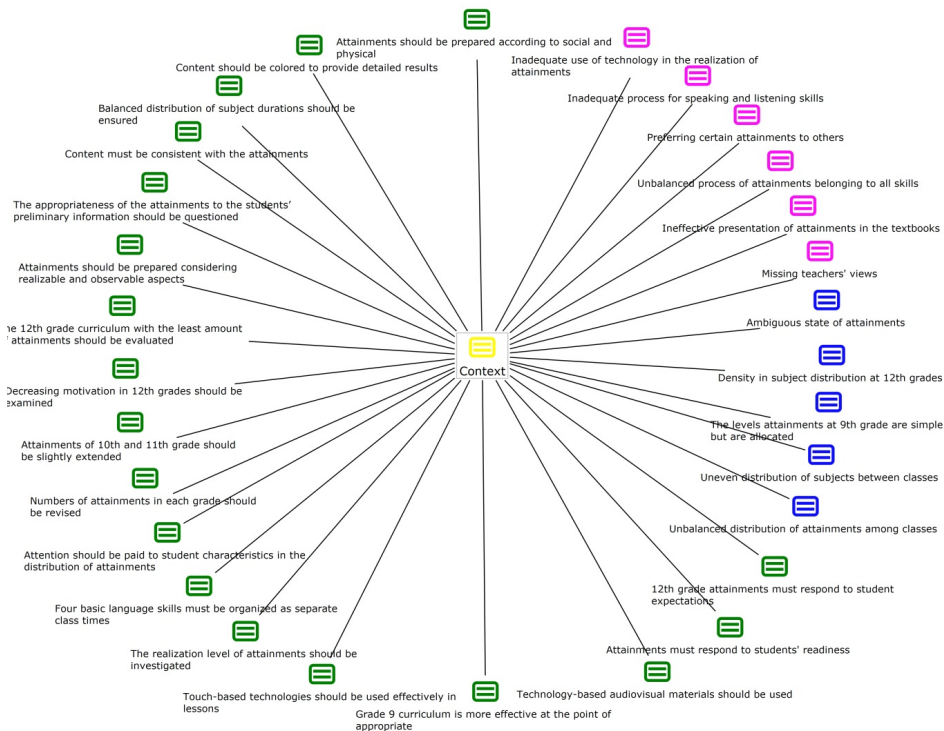 Attainments should be prepared according to social and
physical
Inadequate use of technology in the realization of
attainments
Content should be colored to provide detailed results
Inadequate process for speaking and listening skills
Balanced distribution of subject durations should be
ensured
Preferring certain attainments to others
Content must be consistent with the attainments
Unbalanced process of attainments belonging to all skills
The appropriateness of the attainments to the students'
preliminary information should be questioned
Ineffective presentation of attainments in the textbooks
Attainments should be prepared considering
realizable and observable aspects
Missing teachers' views
12th grade curriculum with the least amount
attainments should be evaluated
Ambiguous state of attainments
Context
Density in subject distribution at 12th grades
Decreasing motivation in 12th grades should be
examined
The levels attainments at 9th grade are simple
but are allocated
Attainments of 10th and 11th grade should
be slightly extended
Uneven distribution of subjects between classes
Numbers of attainments in each grade should
be revised
Unbalanced distribution of attainments among classes
Attention should be paid to student characteristics in the
distribution of attainments
12th grade attainments must respond to student
expectations
Four basic language skills must be organized as separate
class times
Attainments must respond to students' readiness
The realization level of attainments should be
investigated
Touch-based technologies should be used effectively in
lessons
Technology-based audiovisual materials should be used
Grade 9 curriculum is more effective at the point of
appropriate